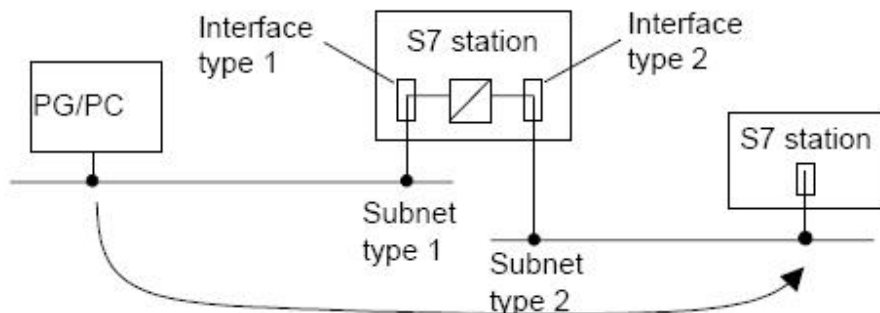 PG/PC
Interface
type 1
S7 station
Interface
type 2
S7 station
Subnet
type 1
Subnet
type 2